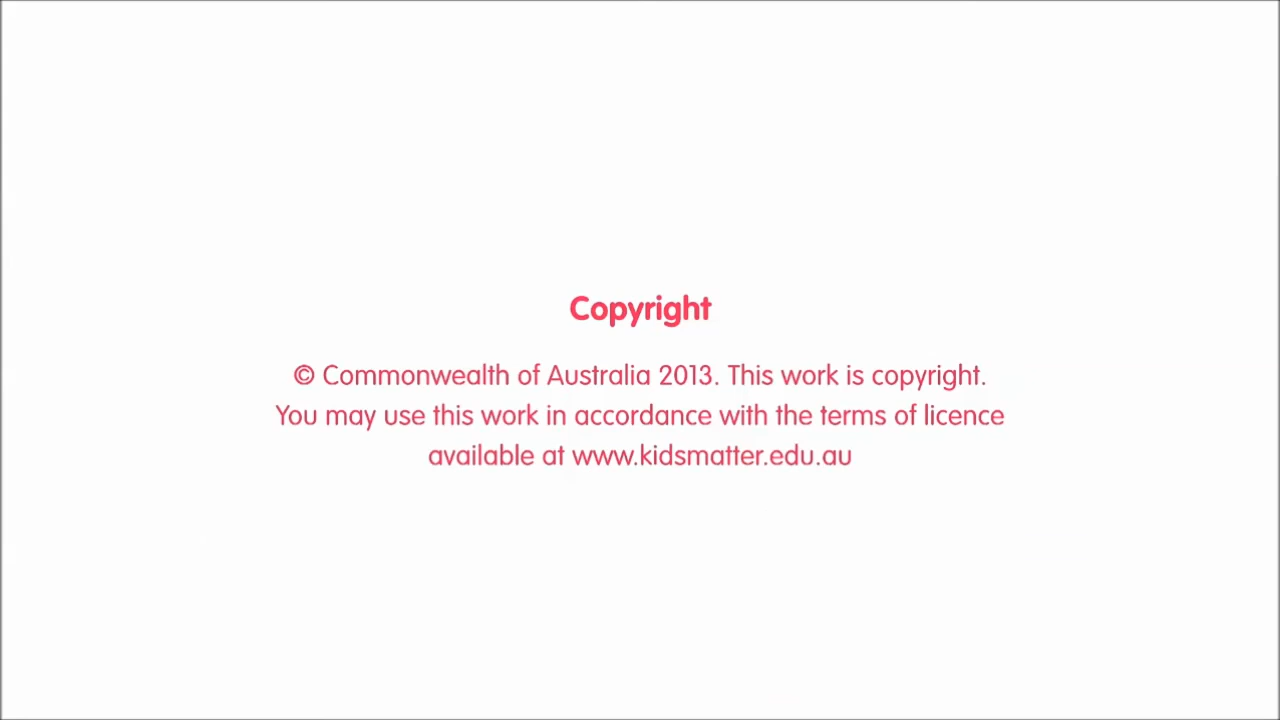 Copyright
© Commonwealth of Australia 2013. This work is copyright.
You may use this work in accordance with the terms of licence
available at www.kidsmatter.edu.au